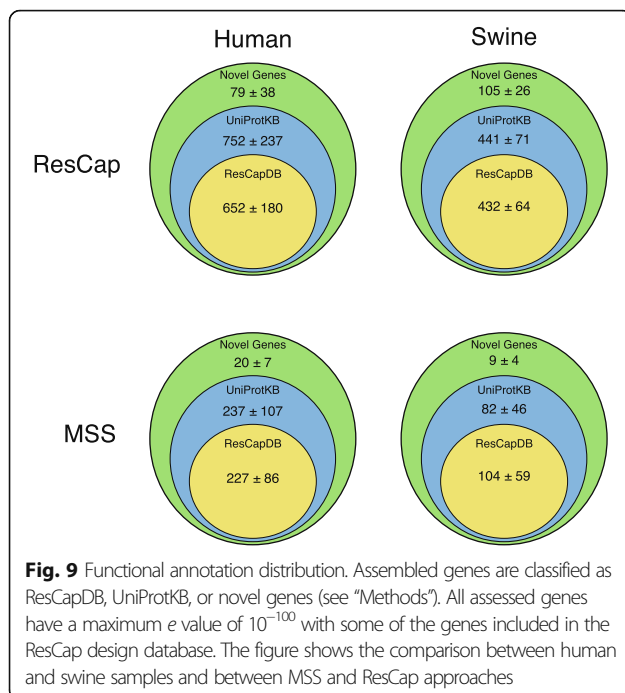 Human
Swine
ResCap
Novel Genes
79 ± 38
UniProtKB
752 ± 237
ResCapDB
652 ± 180
Novel Genes
105 ± 26
UniProtKB
441 ± 71
ResCapDB
432 ± 64
MSS
Novel Genes
20 ± 7
UniProtKB
237 ± 107
ResCapDB
227 ± 86
Novel Genes
9 ± 4
UniProtKB
82 ± 46
ResCapDB
104 ± 59
Fig. 9 Functional annotation distribution. Assembled genes are classified as
ResCapDB, UniProtKB, or novel genes (see “Methods”). All assessed genes
have a maximum e value of 10⁻¹⁰⁰ with some of the genes included in the
ResCap design database. The figure shows the comparison between human
and swine samples and between MSS and ResCap approaches